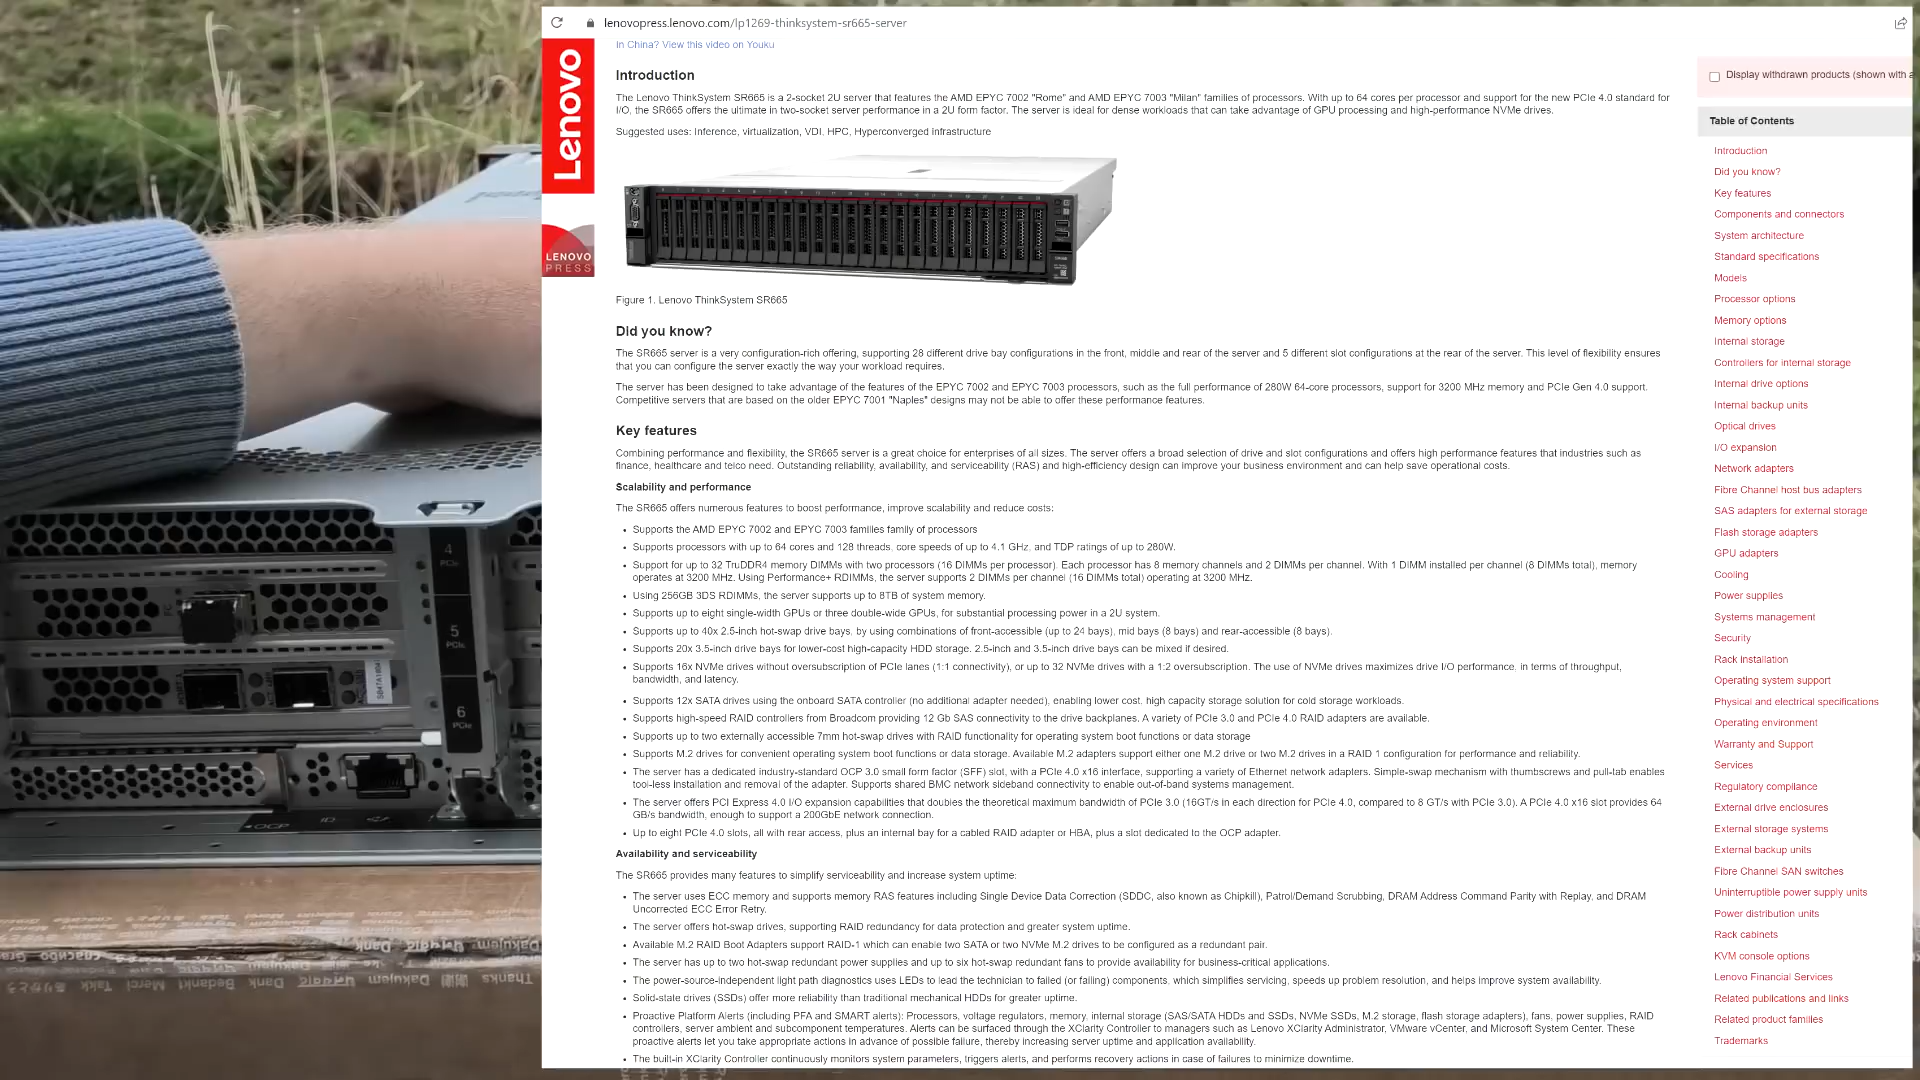 lenovopress.lenovo.com/lp1269-thinksystem-sr665-server
In China? View this video on Youku
Lenovo
LENOVO
PRESS
Introduction
The Lenovo ThinkSystem SR665 is a 2-socket 2U server that features the AMD EPYC 7002 "Rome" and AMD EPYC 7003 "Milan" families of processors. With up to 64 cores per processor and support for the new PCIe 4.0 standard for
I/O, the SR665 offers the ultimate in two-socket server performance in a 2U form factor. The server is ideal for dense workloads that can take advantage of GPU processing and high-performance NVMe drives.
Suggested uses: Inference, virtualization, VDI, HPC, Hyperconverged infrastructure
Figure 1. Lenovo ThinkSystem SR665
Did you know?
The SR665 server is a very configuration-rich offering, supporting 28 different drive bay configurations in the front, middle and rear of the server and 5 different slot configurations at the rear of the server. This level of flexibility ensures
that you can configure the server exactly the way your workload requires.
The server has been designed to take advantage of the features of the EPYC 7002 and EPYC 7003 processors, such as the full performance of 280W 64-core processors, support for 3200 MHz memory and PCIe Gen 4.0 support.
Competitive servers that are based on the older EPYC 7001 "Naples" designs may not be able to offer these performance features.
Key features
Combining performance and flexibility, the SR665 server is a great choice for enterprises of all sizes. The server offers a broad selection of drive and slot configurations and offers high performance features that industries such as
finance, healthcare and telco need. Outstanding reliability, availability, and serviceability (RAS) and high-efficiency design can improve your business environment and can help save operational costs.
Scalability and performance
The SR665 offers numerous features to boost performance, improve scalability and reduce costs:
• Supports the AMD EPYC 7002 and EPYC 7003 families family of processors
• Supports processors with up to 64 cores and 128 threads, core speeds of up to 4.1 GHz, and TDP ratings of up to 280W.
• Support for up to 32 TruDDR4 memory DIMMs with two processors (16 DIMMs per processor). Each processor has 8 memory channels and 2 DIMMs per channel. With 1 DIMM installed per channel (8 DIMMs total), memory
operates at 3200 MHz. Using Performance+ RDIMMs, the server supports 2 DIMMs per channel (16 DIMMs total) operating at 3200 MHz.
• Using 256GB 3DS RDIMMs, the server supports up to 8TB of system memory.
• Supports up to eight single-width GPUs or three double-wide GPUs, for substantial processing power in a 2U system.
• Supports up to 40x 2.5-inch hot-swap drive bays, by using combinations of front-accessible (up to 24 bays), mid bays (8 bays) and rear-accessible (8 bays).
• Supports 20x 3.5-inch drive bays for lower-cost high-capacity HDD storage. 2.5-inch and 3.5-inch drive bays can be mixed if desired.
• Supports 16x NVMe drives without oversubscription of PCIe lanes (1:1 connectivity), or up to 32 NVMe drives with a 1:2 oversubscription. The use of NVMe drives maximizes drive I/O performance, in terms of throughput,
bandwidth, and latency.
• Supports 12x SATA drives using the onboard SATA controller (no additional adapter needed), enabling lower cost, high capacity storage solution for cold storage workloads.
• Supports high-speed RAID controllers from Broadcom providing 12 Gb SAS connectivity to the drive backplanes. A variety of PCIe 3.0 and PCIe 4.0 RAID adapters are available.
• Supports up to two externally accessible 7mm hot-swap drives with RAID functionality for operating system boot functions or data storage
• Supports M.2 drives for convenient operating system boot functions or data storage. Available M.2 adapters support either one M.2 drive or two M.2 drives in a RAID 1 configuration for performance and reliability.
• The server has a dedicated industry-standard OCP 3.0 small form factor (SFF) slot, with a PCIe 4.0 x16 interface, supporting a variety of Ethernet network adapters. Simple-swap mechanism with thumbscrews and pull-tab enables
tool-less installation and removal of the adapter. Supports shared BMC network sideband connectivity to enable out-of-band systems management.
• The server offers PCI Express 4.0 I/O expansion capabilities that doubles the theoretical maximum bandwidth of PCIe 3.0 (16GT/s in each direction for PCIe 4.0, compared to 8 GT/s with PCIe 3.0). A PCIe 4.0 x16 slot provides 64
GB/s bandwidth, enough to support a 200GbE network connection.
• Up to eight PCIe 4.0 slots, all with rear access, plus an internal bay for a cabled RAID adapter or HBA, plus a slot dedicated to the OCP adapter.
Availability and serviceability
The SR665 provides many features to simplify serviceability and increase system uptime:
• The server uses ECC memory and supports memory RAS features including Single Device Data Correction (SDDC, also known as Chipkill), Patrol/Demand Scrubbing, DRAM Address Command Parity with Replay, and DRAM
Uncorrected ECC Error Retry.
• The server offers hot-swap drives, supporting RAID redundancy for data protection and greater system uptime.
• Available M.2 RAID Boot Adapters support RAID-1 which can enable two SATA or two NVMe M.2 drives to be configured as a redundant pair.
• The server has up to two hot-swap redundant power supplies and up to six hot-swap redundant fans to provide availability for business-critical applications.
• The power-source-independent light path diagnostics uses LEDs to lead the technician to failed (or failing) components, which simplifies servicing, speeds up problem resolution, and helps improve system availability.
• Solid-state drives (SSDs) offer more reliability than traditional mechanical HDDs for greater uptime.
• Proactive Platform Alerts (including PFA and SMART alerts): Processors, voltage regulators, memory, internal storage (SAS/SATA HDDs and SSDs, NVMe SSDs, M.2 storage, flash storage adapters), fans, power supplies, RAID
controllers, server ambient and subcomponent temperatures. Alerts can be surfaced through the XClarity Controller to managers such as Lenovo XClarity Administrator, VMware vCenter, and Microsoft System Center. These
proactive alerts let you take appropriate actions in advance of possible failure, thereby increasing server uptime and application availability.
• The built-in XClarity Controller continuously monitors system parameters, triggers alerts, and performs recovery actions in case of failures to minimize downtime.
Display withdrawn products (shown with a
Table of Contents
Introduction
Did you know?
Key features
Components and connectors
System architecture
Standard specifications
Models
Processor options
Memory options
Internal storage
Controllers for internal storage
Internal drive options
Internal backup units
Optical drives
I/O expansion
Network adapters
Fibre Channel host bus adapters
SAS adapters for external storage
Flash storage adapters
GPU adapters
Cooling
Power supplies
Systems management
Security
Rack installation
Operating system support
Physical and electrical specifications
Operating environment
Warranty and Support
Services
Regulatory compliance
External drive enclosures
External storage systems
External backup units
Fibre Channel SAN switches
Uninterruptible power supply units
Power distribution units
Rack cabinets
KVM console options
Lenovo Financial Services
Related publications and links
Related product families
Trademarks
4
PCIe
5
PCIe
6
PCIe
OCP
Thanks
Dakujem
Dank
Bedankt
Merci
Takk